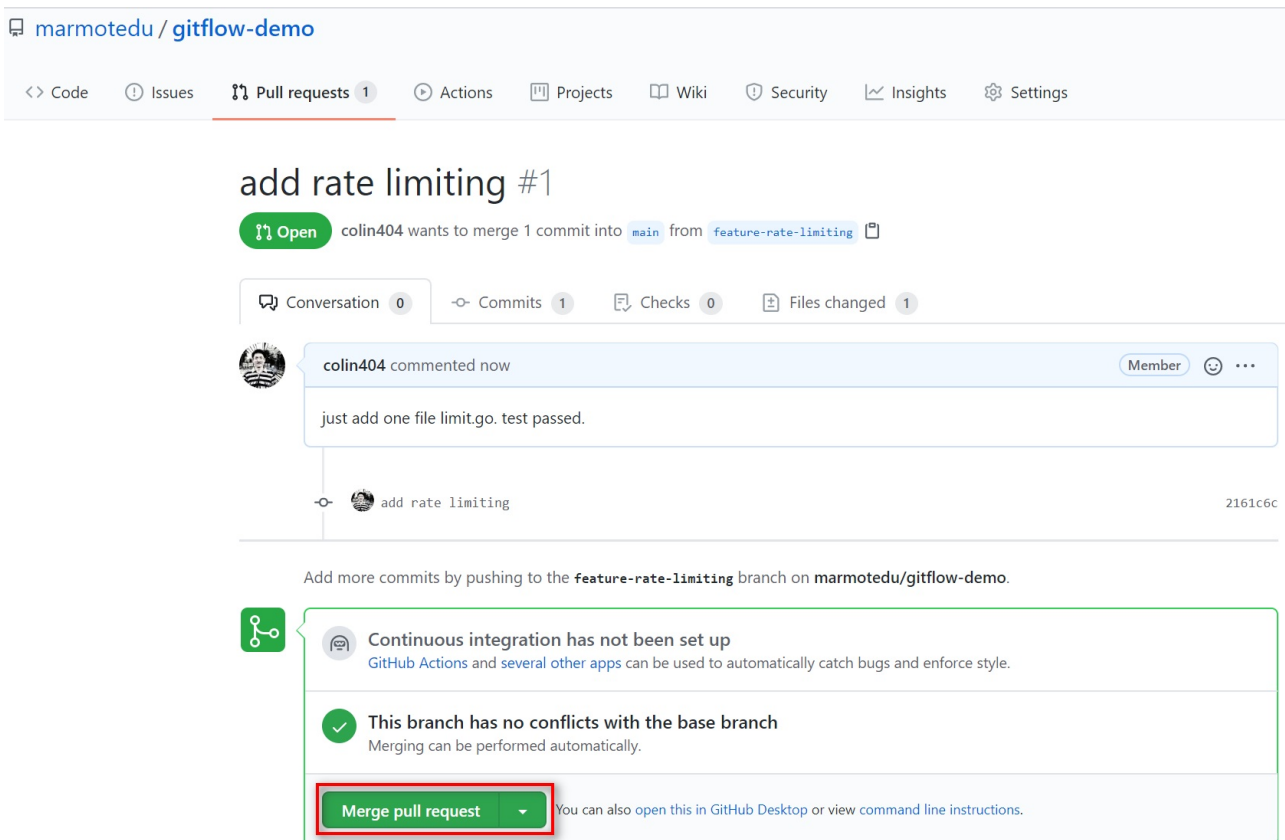 marmotedu / gitflow-demo
Code Issues Pull requests 1 Actions Projects Wiki Security Insights Settings
add rate limiting #1
Open colin404 wants to merge 1 commit into main from feature-rate-limiting
Conversation 0 Commits 1 Checks 0 Files changed 1
colin404 commented now Member
just add one file limit.go. test passed.
add rate limiting 2161c6c
Add more commits by pushing to the feature-rate-limiting branch on marmotedu/gitflow-demo.
Continuous integration has not been set up
GitHub Actions and several other apps can be used to automatically catch bugs and enforce style.
This branch has no conflicts with the base branch
Merging can be performed automatically.
Merge pull request You can also open this in GitHub Desktop or view command line instructions.